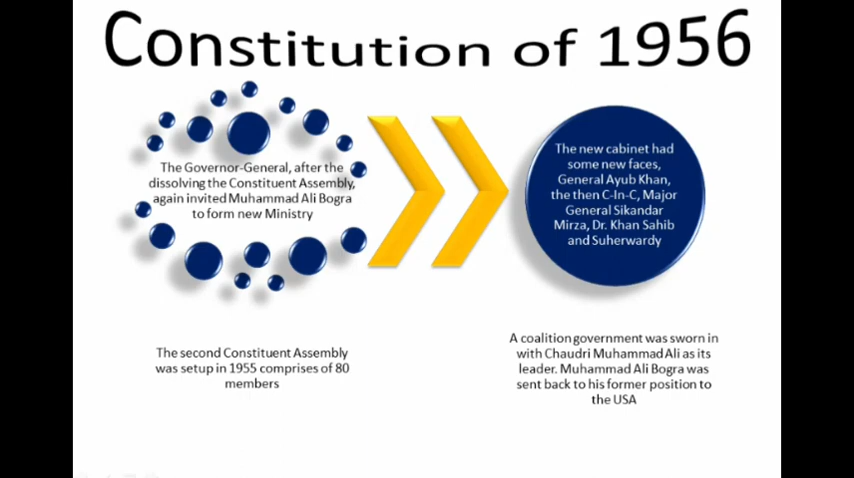 Constitution of 1956
The Governor-General, after the
dissolving the Constituent Assembly,
again invited Muhammad Ali Bogra
to form new Ministry
The new cabinet had
some new faces,
General Ayub Khan,
the then C-In-C, Major
General Sikandar
Mirza, Dr. Khan Sahib
and Suherwardy
The second Constituent Assembly
was setup in 1955 comprises of 80
members
A coalition government was sworn in
with Chaudri Muhammad Ali as its
leader. Muhammad Ali Bogra was
sent back to his former position to
the USA